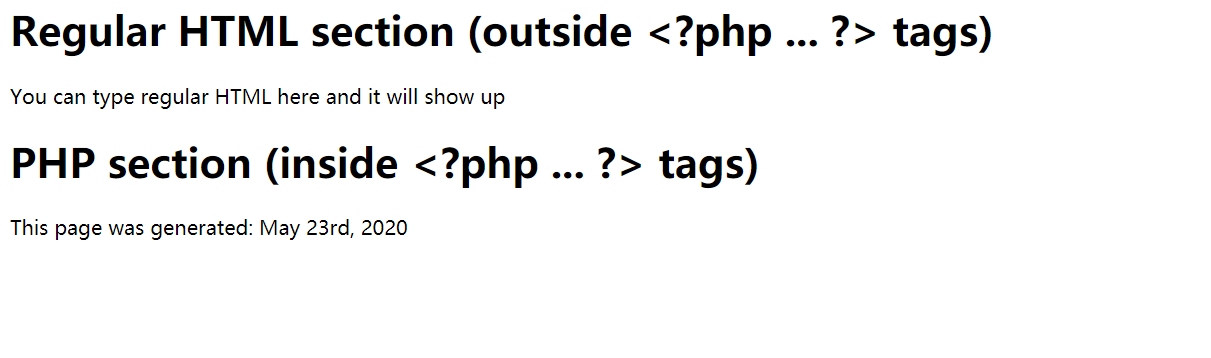 Regular HTML section (outside <?php ... ?> tags)
You can type regular HTML here and it will show up
PHP section (inside <?php ... ?> tags)
This page was generated: May 23rd, 2020